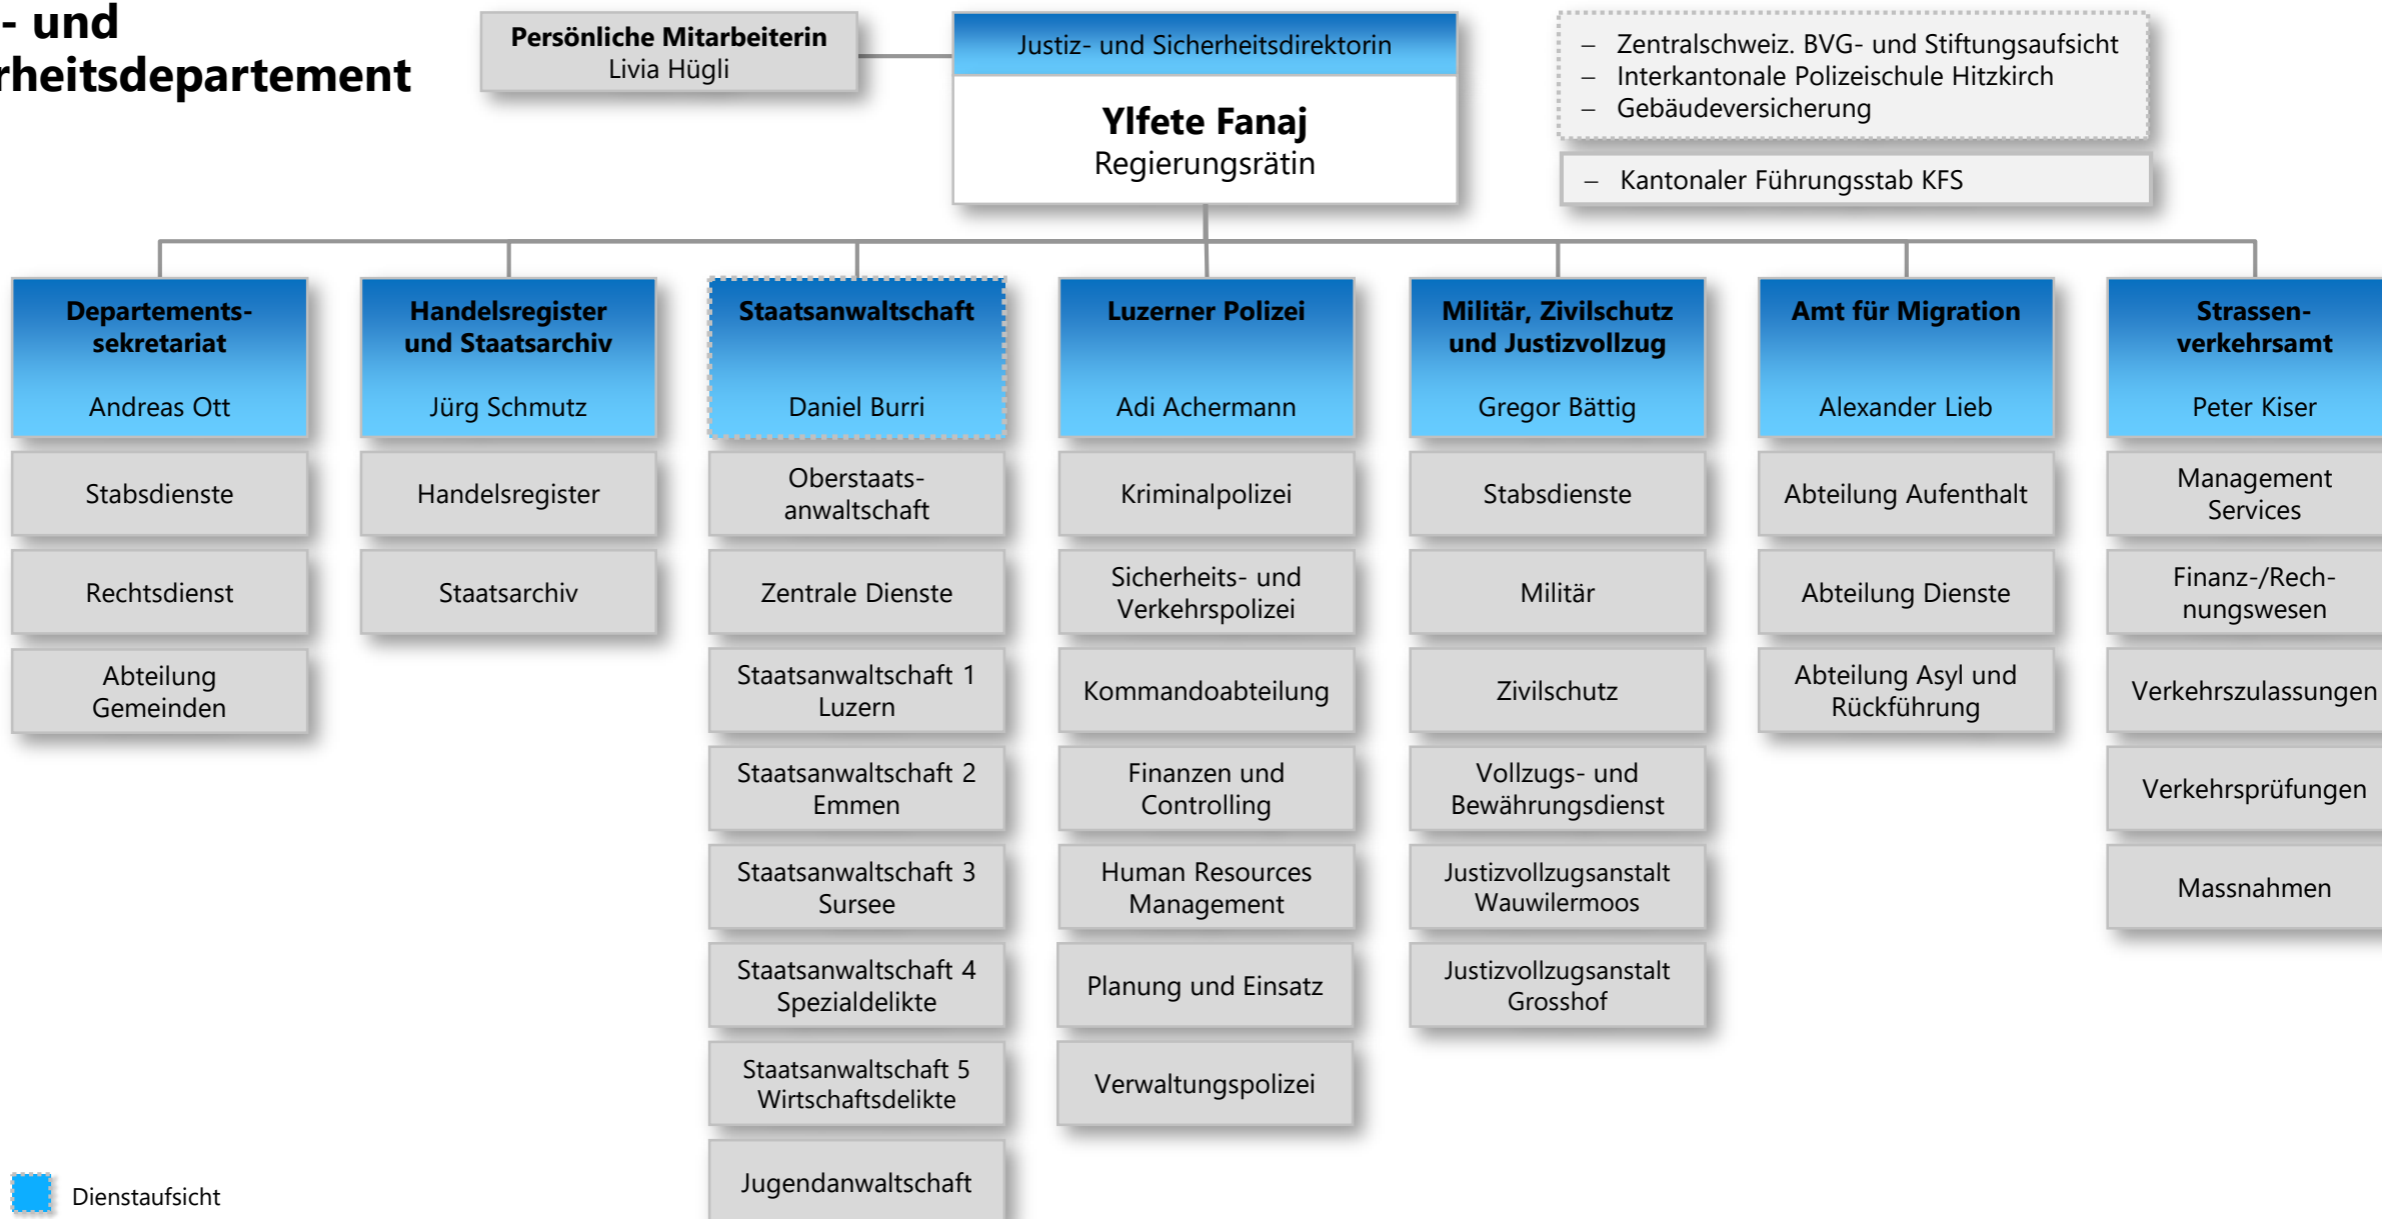 - und
rheitsdepartement
Persönliche Mitarbeiterin
Livia Hügli
Justiz- und Sicherheitsdirektorin
Ylfete Fanaj
Regierungsrätin
– Zentralschweiz. BVG- und Stiftungsaufsicht
– Interkantonale Polizeischule Hitzkirch
– Gebäudeversicherung
– Kantonaler Führungsstab KFS
Departements-
sekretariat
Andreas Ott
Stabsdienste
Rechtsdienst
Abteilung
Gemeinden
Handelsregister
und Staatsarchiv
Jürg Schmutz
Handelsregister
Staatsarchiv
Staatsanwaltschaft
Daniel Burri
Oberstaats-
anwaltschaft
Zentrale Dienste
Staatsanwaltschaft 1
Luzern
Staatsanwaltschaft 2
Emmen
Staatsanwaltschaft 3
Sursee
Staatsanwaltschaft 4
Spezialdelikte
Staatsanwaltschaft 5
Wirtschaftsdelikte
Jugendanwaltschaft
Luzerner Polizei
Adi Achermann
Kriminalpolizei
Sicherheits- und
Verkehrspolizei
Kommandoabteilung
Finanzen und
Controlling
Human Resources
Management
Planung und Einsatz
Verwaltungspolizei
Militär, Zivilschutz
und Justizvollzug
Gregor Bättig
Stabsdienste
Militär
Zivilschutz
Vollzugs- und
Bewährungsdienst
Justizvollzugsanstalt
Wauwilermoos
Justizvollzugsanstalt
Grosshof
Amt für Migration
Alexander Lieb
Abteilung Aufenthalt
Abteilung Dienste
Abteilung Asyl und
Rückführung
Strassen-
verkehrsamt
Peter Kiser
Management
Services
Finanz-/Rech-
nungswesen
Verkehrszulassungen
Verkehrsprüfungen
Massnahmen
Dienstaufsicht